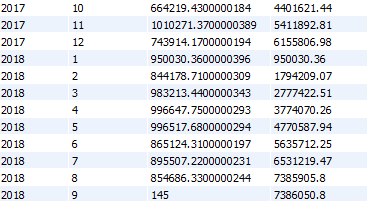 2017 10 664219.4300000184 4401621.44
2017 11 1010271.3700000389 5411892.81
2017 12 743914.1700000194 6155806.98
2018 1 950030.3600000396 950030.36
2018 2 844178.7100000309 1794209.07
2018 3 983213.4400000343 2777422.51
2018 4 996647.7500000293 3774070.26
2018 5 996517.6800000294 4770587.94
2018 6 865124.3100000197 5635712.25
2018 7 895507.2200000231 6531219.47
2018 8 854686.3300000244 7385905.8
2018 9 145 7386050.8